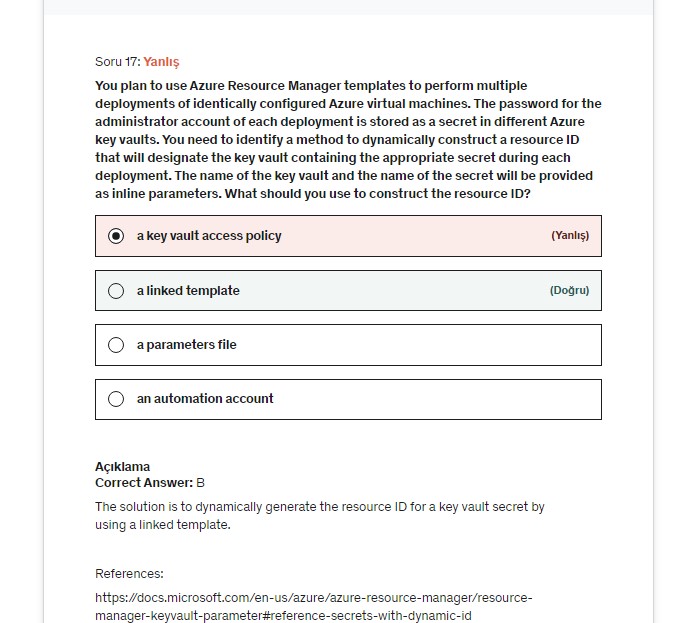 Soru 17: Yanlış
You plan to use Azure Resource Manager templates to perform multiple
deployments of identically configured Azure virtual machines. The password for the
administrator account of each deployment is stored as a secret in different Azure
key vaults. You need to identify a method to dynamically construct a resource ID
that will designate the key vault containing the appropriate secret during each
deployment. The name of the key vault and the name of the secret will be provided
as inline parameters. What should you use to construct the resource ID?
a key vault access policy (Yanlış)
a linked template (Doğru)
a parameters file
an automation account
Açıklama
Correct Answer: B
The solution is to dynamically generate the resource ID for a key vault secret by
using a linked template.
References:
https://docs.microsoft.com/en-us/azure/azure-resource-manager/resource-
manager-keyvault-parameter#reference-secrets-with-dynamic-id